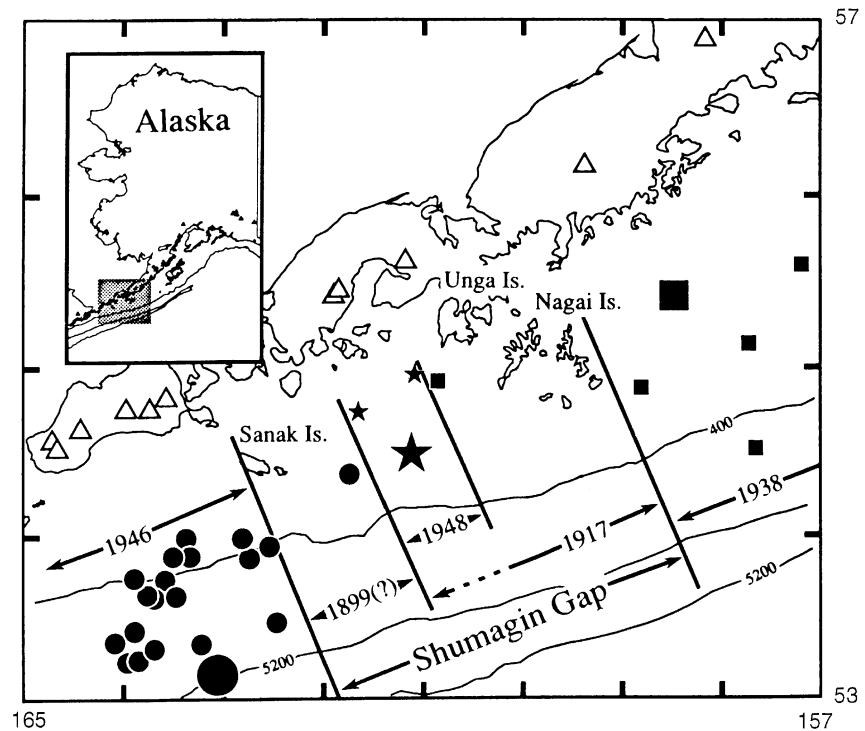 57
Alaska
Unga Is.
Nagai Is.
Sanak Is.
400
1938
1946
1948
1917
1899(?)
5200
Shumagin Gap
5200
53
165
157